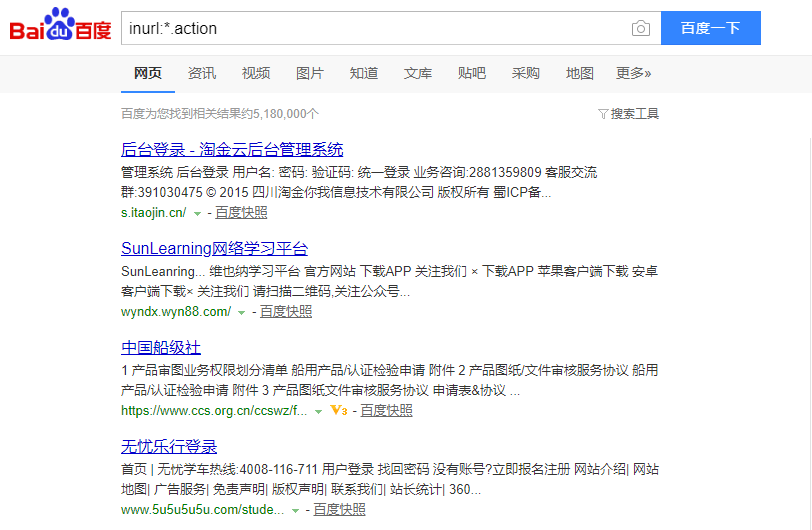 Bai du 百度 inurl:*.action 百度一下
网页 资讯 视频 图片 知道 文库 贴吧 采购 地图 更多»
百度为您找到相关结果约5,180,000个 搜索工具
后台登录 - 淘金云后台管理系统
管理系统 后台登录 用户名: 密码: 验证码: 统一登录 业务咨询:2881359809 客服交流
群:391030475 © 2015 四川淘金你我信息技术有限公司 版权所有 蜀ICP备...
s.itaojin.cn/ - 百度快照
SunLearning网络学习平台
SunLeanring... 维也纳学习平台 官方网站 下载APP 关注我们 × 下载APP 苹果客户端下载 安卓
客户端下载× 关注我们 请扫描二维码,关注公众号...
wyndx.wyn88.com/ - 百度快照
中国船级社
1 产品审图业务权限划分清单 船用产品/认证检验申请 附件 2 产品图纸/文件审核服务协议 船用
产品/认证检验申请 附件 3 产品图纸文件审核服务协议 申请表&协议 ...
https://www.ccs.org.cn/ccswz/f... V3 - 百度快照
无忧乐行登录
首页 | 无忧学车热线:4008-116-711 用户登录 找回密码 没有账号?立即报名注册 网站介绍| 网站
地图| 广告服务| 免责声明| 版权声明| 联系我们| 站长统计| 360...
www.5u5u5u5u.com/stude... - 百度快照